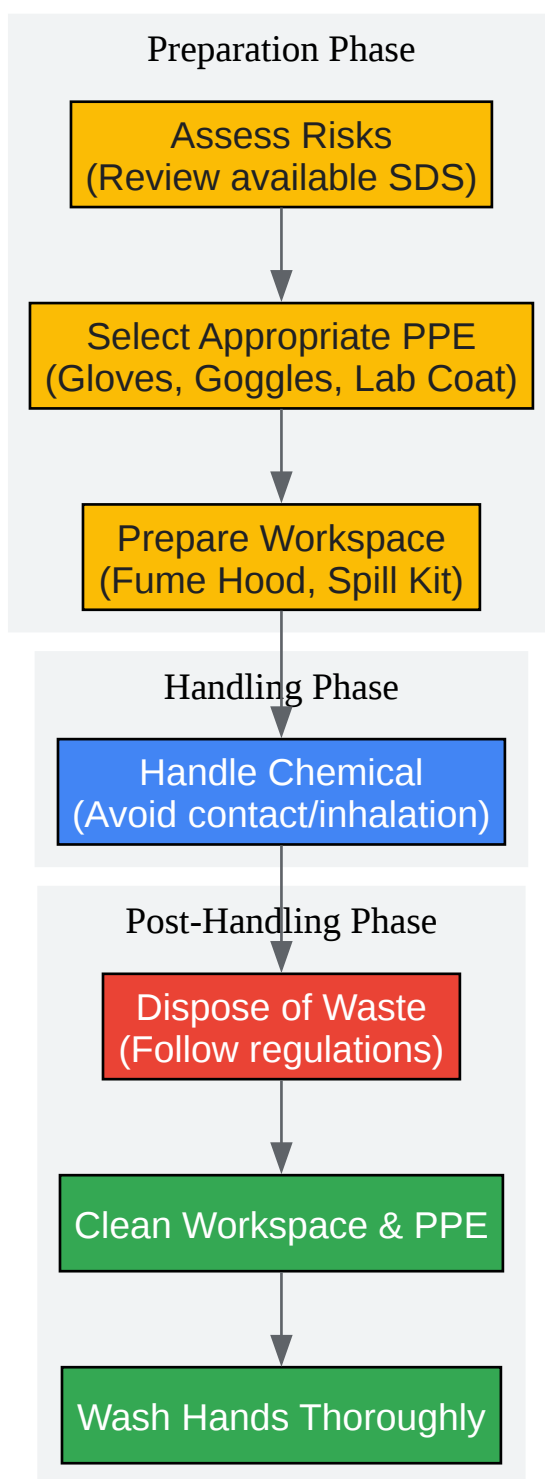 Preparation Phase
Assess Risks
(Review available SDS)
Select Appropriate PPE
(Gloves, Goggles, Lab Coat)
Prepare Workspace
(Fume Hood, Spill Kit)
Handling Phase
Handle Chemical
(Avoid contact/inhalation)
Post-Handling Phase
Dispose of Waste
(Follow regulations)
Clean Workspace & PPE
Wash Hands Thoroughly